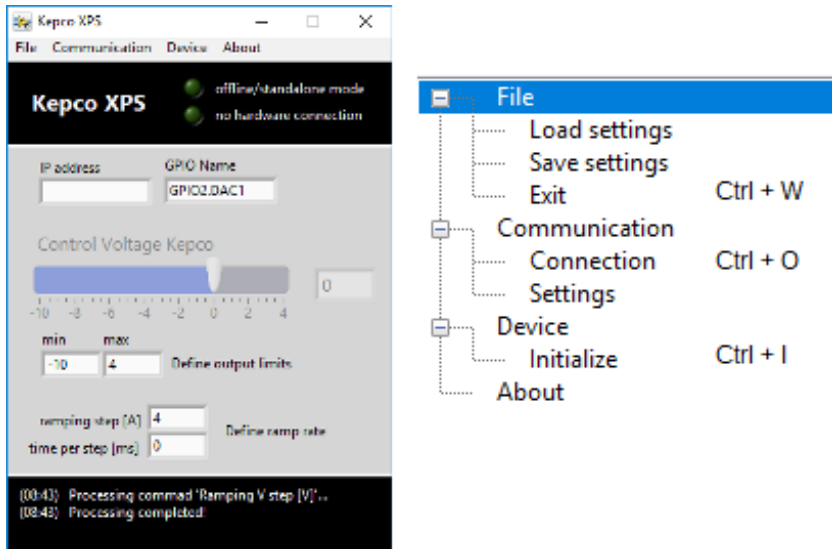 Kepco XPS
File Communication Device About
Kepco XPS
offline/standalone mode
no hardware connection
IP address
GPIO Name
GPIO2.DAC1
Control Voltage Kepco
0
-10 -8 -6 -4 -2 0 2 4
min max
-10 4 Define output limits
ramping step [A] 4
Define ramp rate
time per step [ms] 0
(08:43) Processing commad 'Ramping V step [V]'...
(08:43) Processing completed!
File
Load settings
Save settings
Exit Ctrl + W
Communication
Connection Ctrl + O
Settings
Device
Initialize Ctrl + I
About